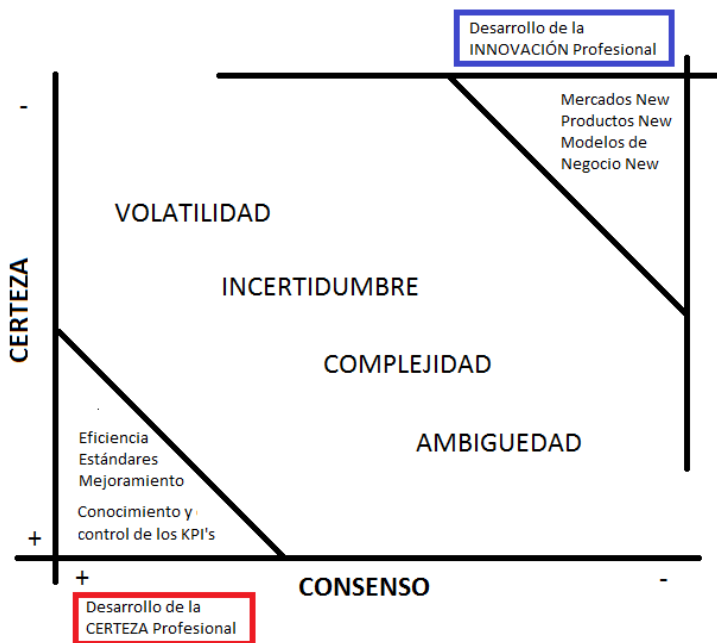 Desarrollo de la
INNOVACIÓN Profesional
-
Mercados New
Productos New
Modelos de
Negocio New
VOLATILIDAD
INCERTIDUMBRE
CERTEZA
COMPLEJIDAD
AMBIGUEDAD
Eficiencia
Estándares
Mejoramiento
Conocimiento y
control de los KPI's
+
+
CONSENSO
-
Desarrollo de la
CERTEZA Profesional